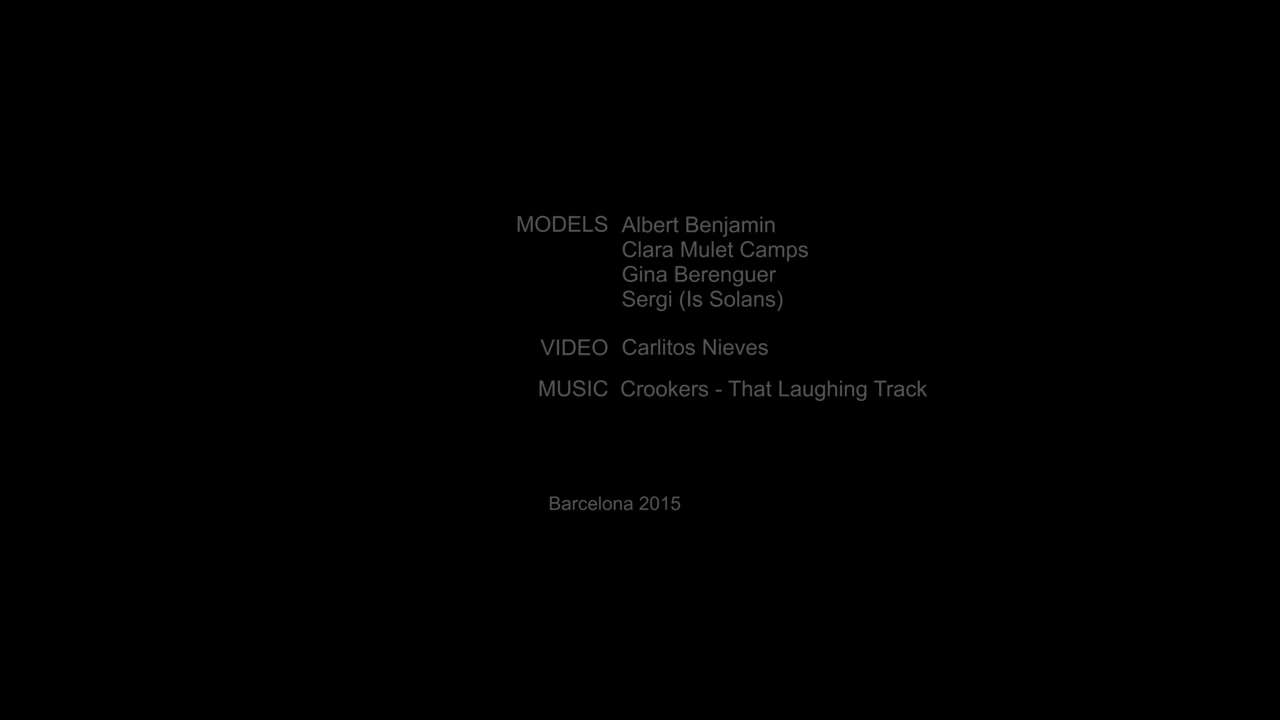 MODELS Albert Benjamin
Clara Mulet Camps
Gina Berenguer
Sergi (Is Solans)
VIDEO Carlitos Nieves
MUSIC Crookers - That Laughing Track
Barcelona 2015